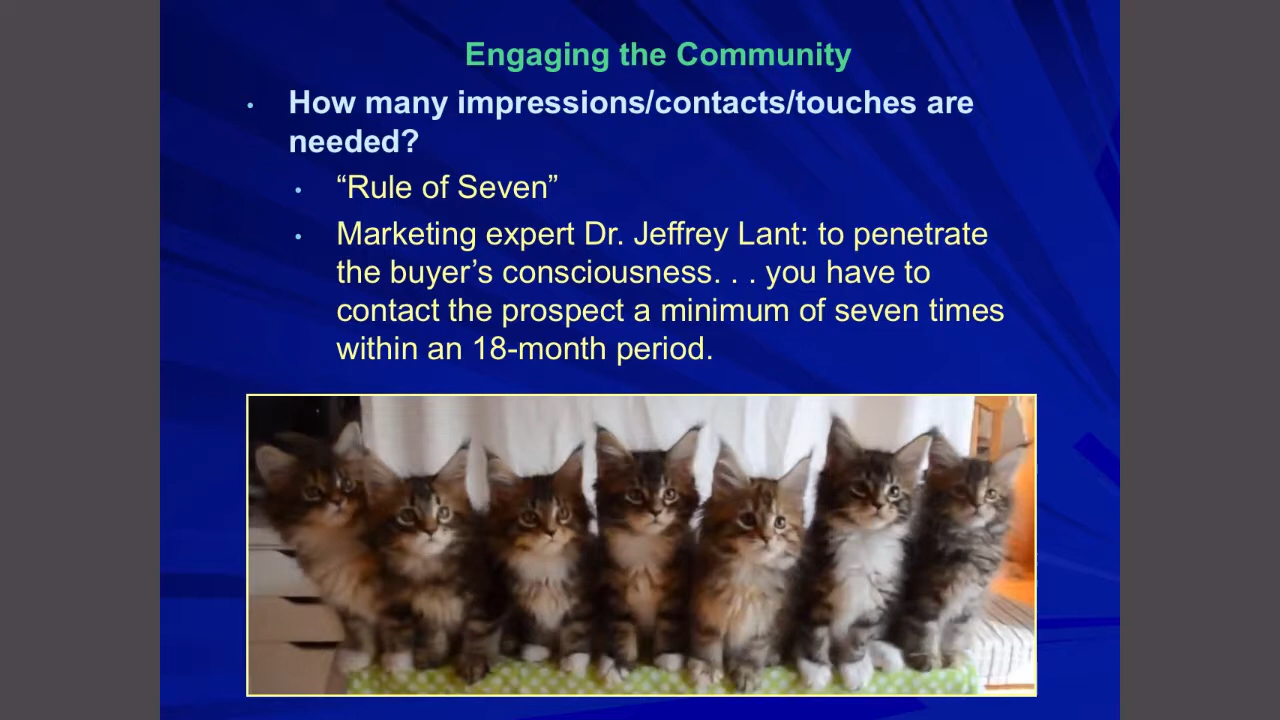 Engaging the Community
• How many impressions/contacts/touches are
needed?
• “Rule of Seven”
• Marketing expert Dr. Jeffrey Lant: to penetrate
the buyer’s consciousness. . . you have to
contact the prospect a minimum of seven times
within an 18-month period.